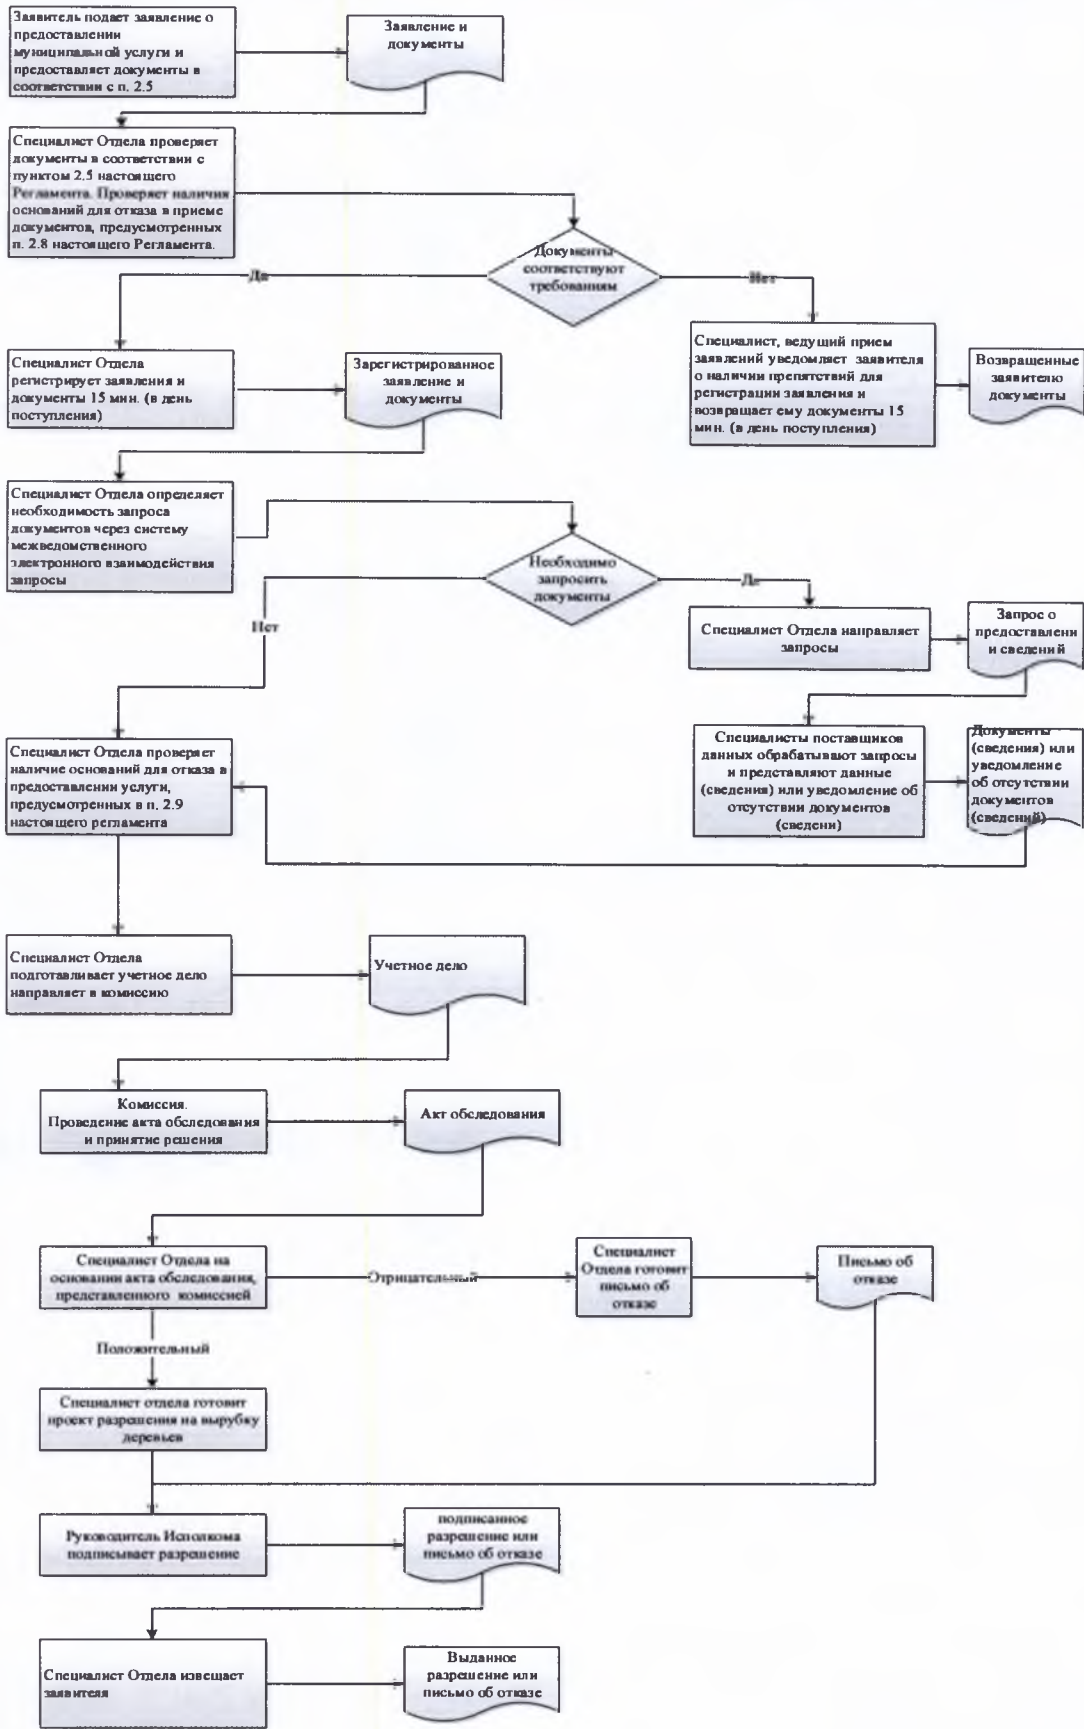 Заявитель подает заявление о
предоставлении
муниципальной услуги и
предоставляет документы в
соответствии с п. 2.5
Заявление и
документы
Специалист Отдела проверяет
документы в соответствии с
пунктом 2.5 настоящего
Регламента. Проверяет наличия
оснований для отказа в приеме
документов, предусмотренных
п. 2.8 настоящего Регламента.
Документы
соответствуют
требованиям
Да
Нет
Специалист Отдела
регистрирует заявления и
документы 15 мин. (в день
поступления)
Зарегистрированное
заявление и
документы
Специалист, ведущий прием
заявлений уведомляет заявителя
о наличии препятствий для
регистрации заявления и
возвращает ему документы 15
мин. (в день поступления)
Возвращенные
заявителю
документы
Специалист Отдела определяет
необходимость запроса
документов через систему
межведомственного
электронного взаимодействия
запросы
Необходимо
запросить
документы
Да
Нет
Специалист Отдела направляет
запросы
Запрос о
предоставлени
и сведений
Специалист Отдела проверяет
наличие оснований для отказа в
предоставлении услуги,
предусмотренных в п. 2.9
настоящего регламента
Специалисты поставщиков
данных обрабатывают запросы
и представляют данные
(сведения) или уведомление об
отсутствии документов
(сведени)
Документы
(сведения) или
уведомление
об отсутствии
документов
(сведений)
Специалист Отдела
подготавливает учетное дело
направляет в комиссию
Учетное дело
Комиссия.
Проведение акта обследования
и принятие решения
Акт обследования
Специалист Отдела на
основании акта обследования,
представленного комиссией
Отрицательный
Специалист
Отдела готовит
письмо об
отказе
Письмо об
отказе
Положительный
Специалист отдела готовит
проект разрешения на вырубку
деревьев
Руководитель Исполкома
подписывает разрешение
подписанное
разрешение или
письмо об отказе
Специалист Отдела извещает
заявителя
Выданное
разрешение или
письмо об отказе